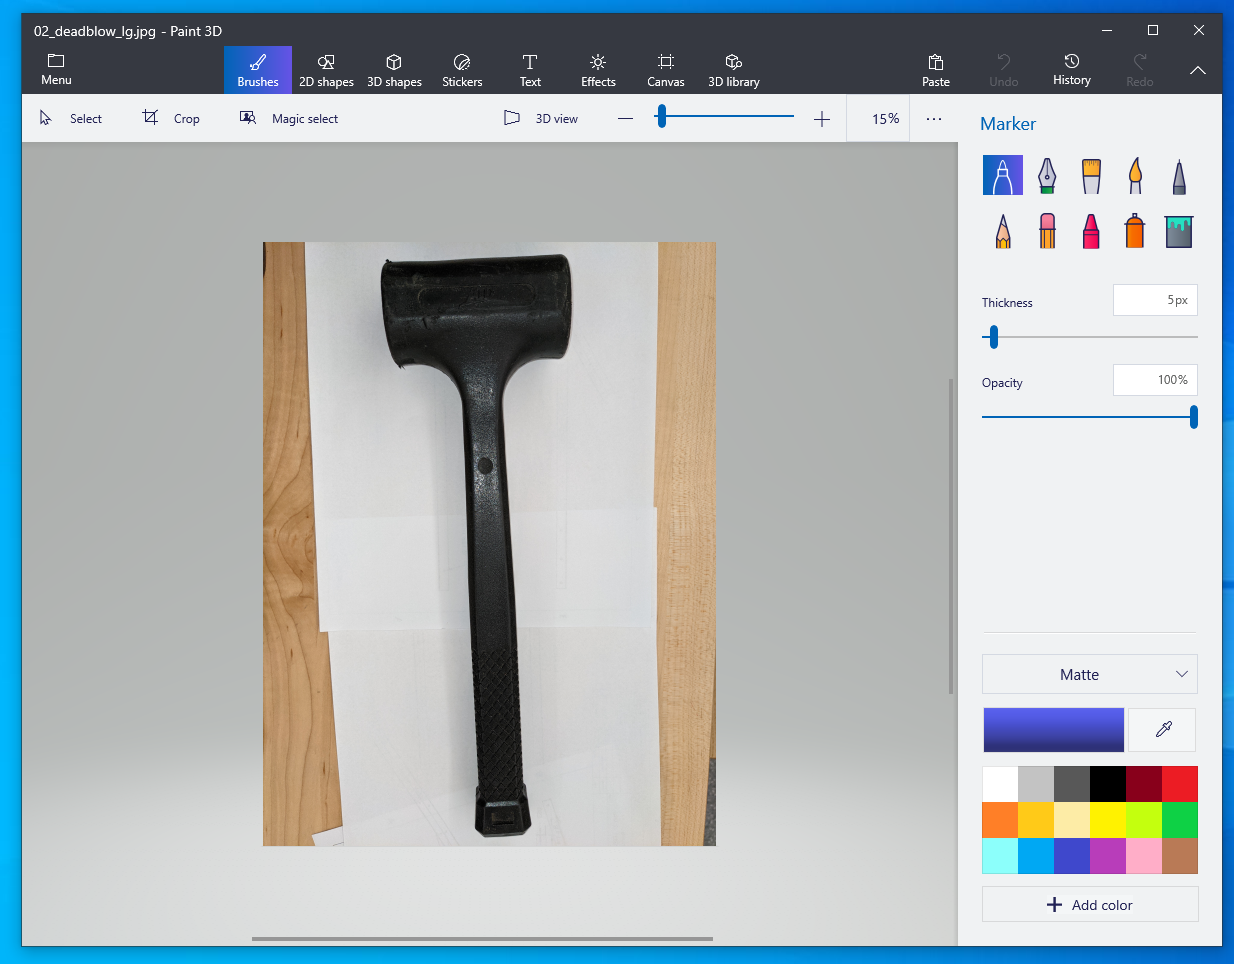 02_deadblow_lg.jpg - Paint 3D
Menu
Brushes
2D shapes
3D shapes
Stickers
Text
Effects
Canvas
3D library
Paste
Undo
History
Redo
Select
Crop
Magic select
3D view
15%
Marker
Thickness
5px
Opacity
100%
Matte
Add color